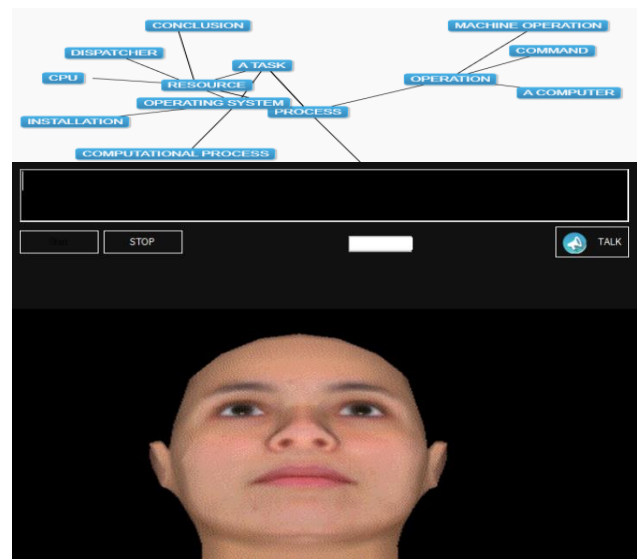 CONCLUSION
MACHINE OPERATION
DISPATCHER
COMMAND
A TASK
CPU
RESOURCE
OPERATION
A COMPUTER
OPERATING SYSTEM
PROCESS
INSTALLATION
COMPUTATIONAL PROCESS
STOP
TALK